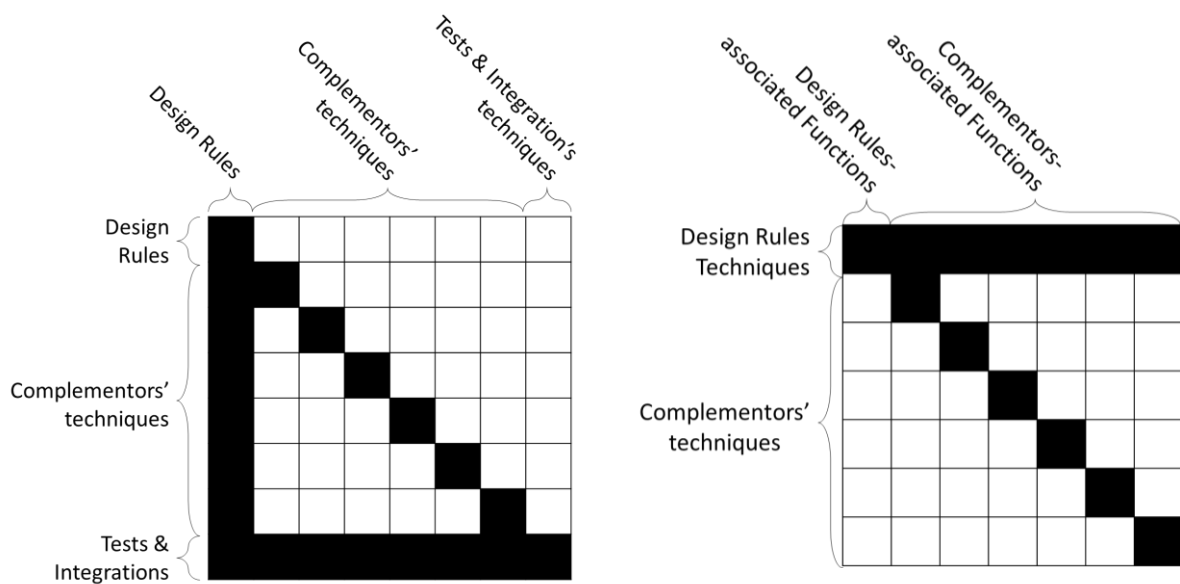 Design Rules
Complementors’
techniques
Tests & Integration’s
techniques
Design
Rules
Complementors’
techniques
Tests &
Integrations
Design Rules-
associated Functions
Complementors-
associated Functions
Design Rules
Techniques
Complementors’
techniques